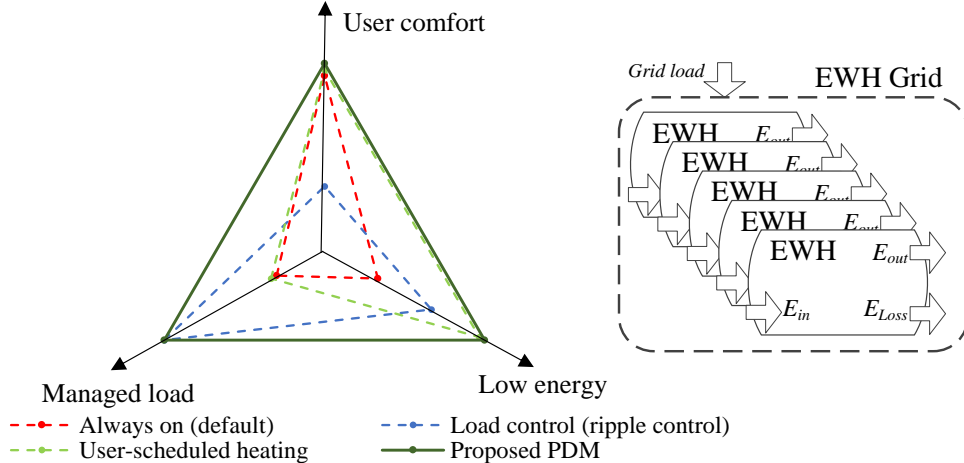 User comfort
Managed load
Low energy
Always on (default)
Load control (ripple control)
User-scheduled heating
Proposed PDM
Grid load
EWH Grid
EWH E_out
EWH E_out
EWH E_out
EWH E_out
EWH E_out
E_in E_Loss